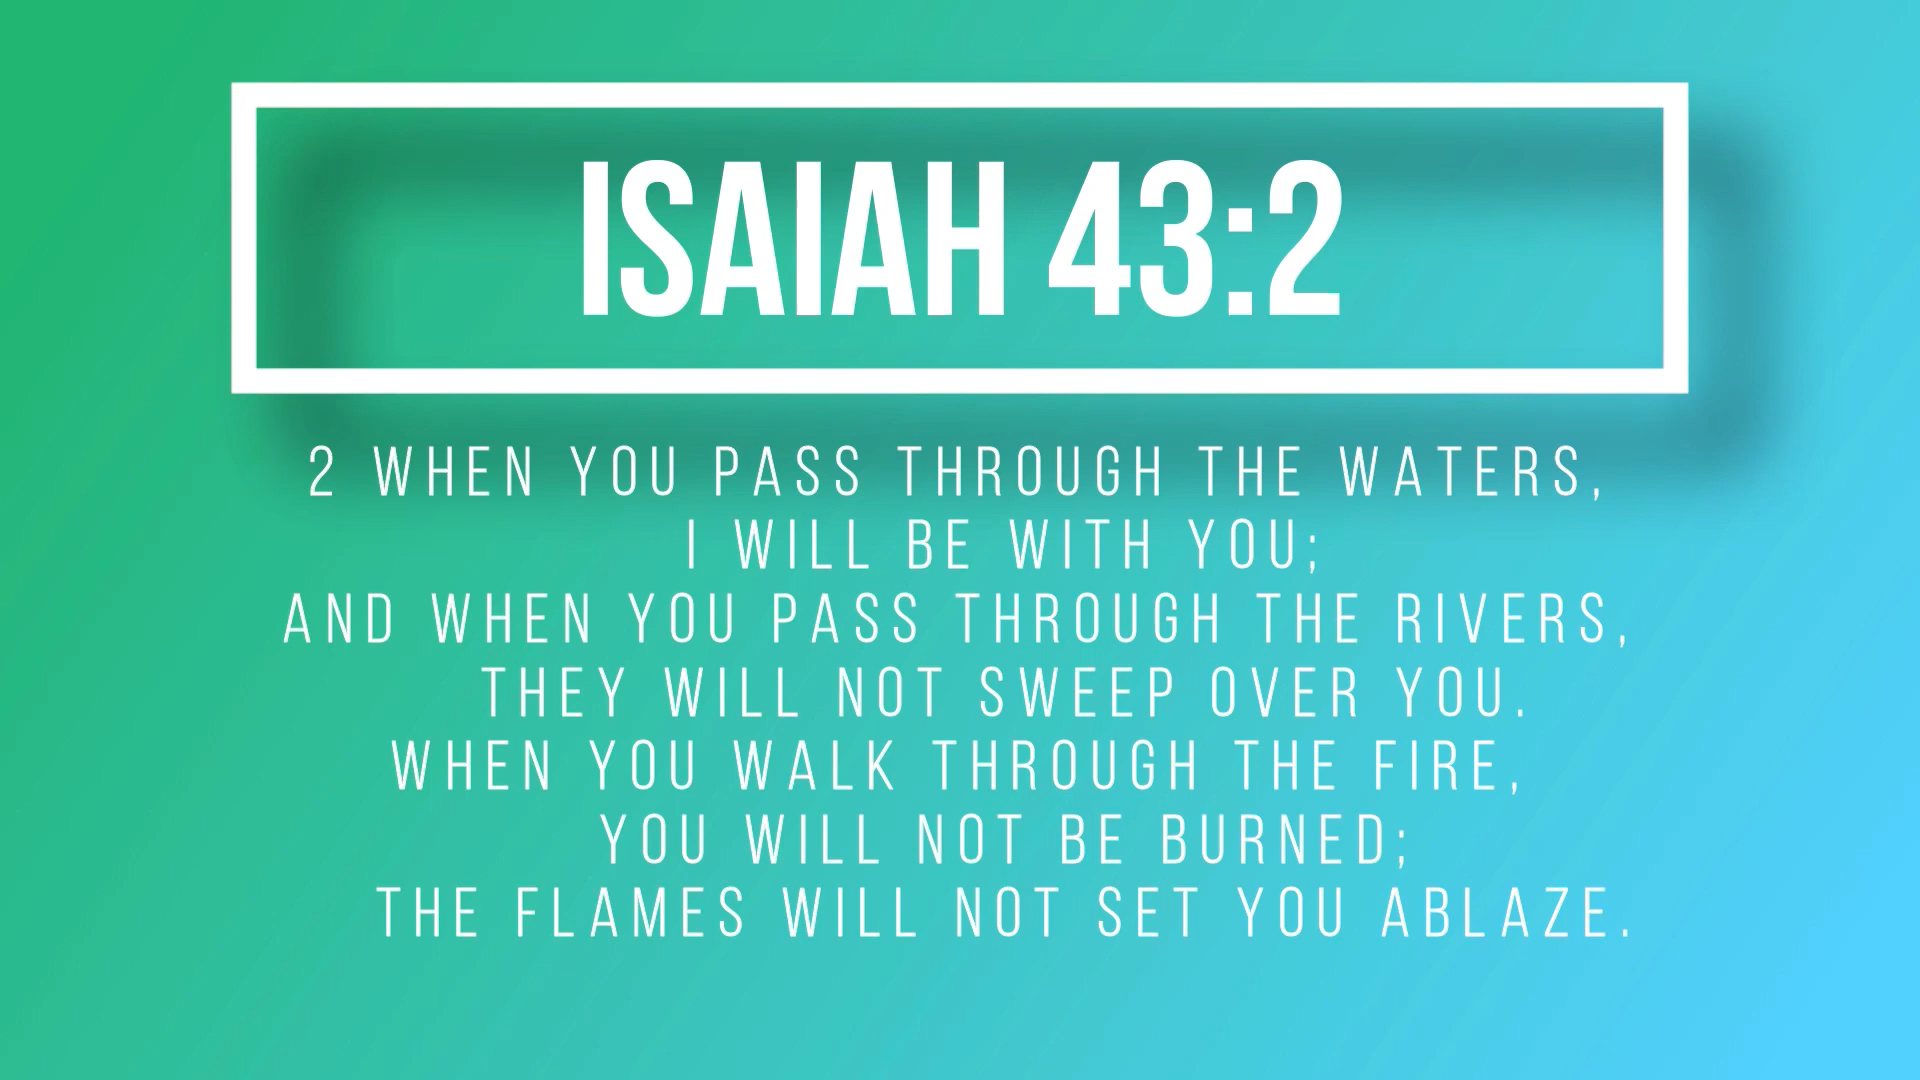 ISAIAH 43:2
2 WHEN YOU PASS THROUGH THE WATERS,
I WILL BE WITH YOU;
AND WHEN YOU PASS THROUGH THE RIVERS,
THEY WILL NOT SWEEP OVER YOU.
WHEN YOU WALK THROUGH THE FIRE,
YOU WILL NOT BE BURNED;
THE FLAMES WILL NOT SET YOU ABLAZE.